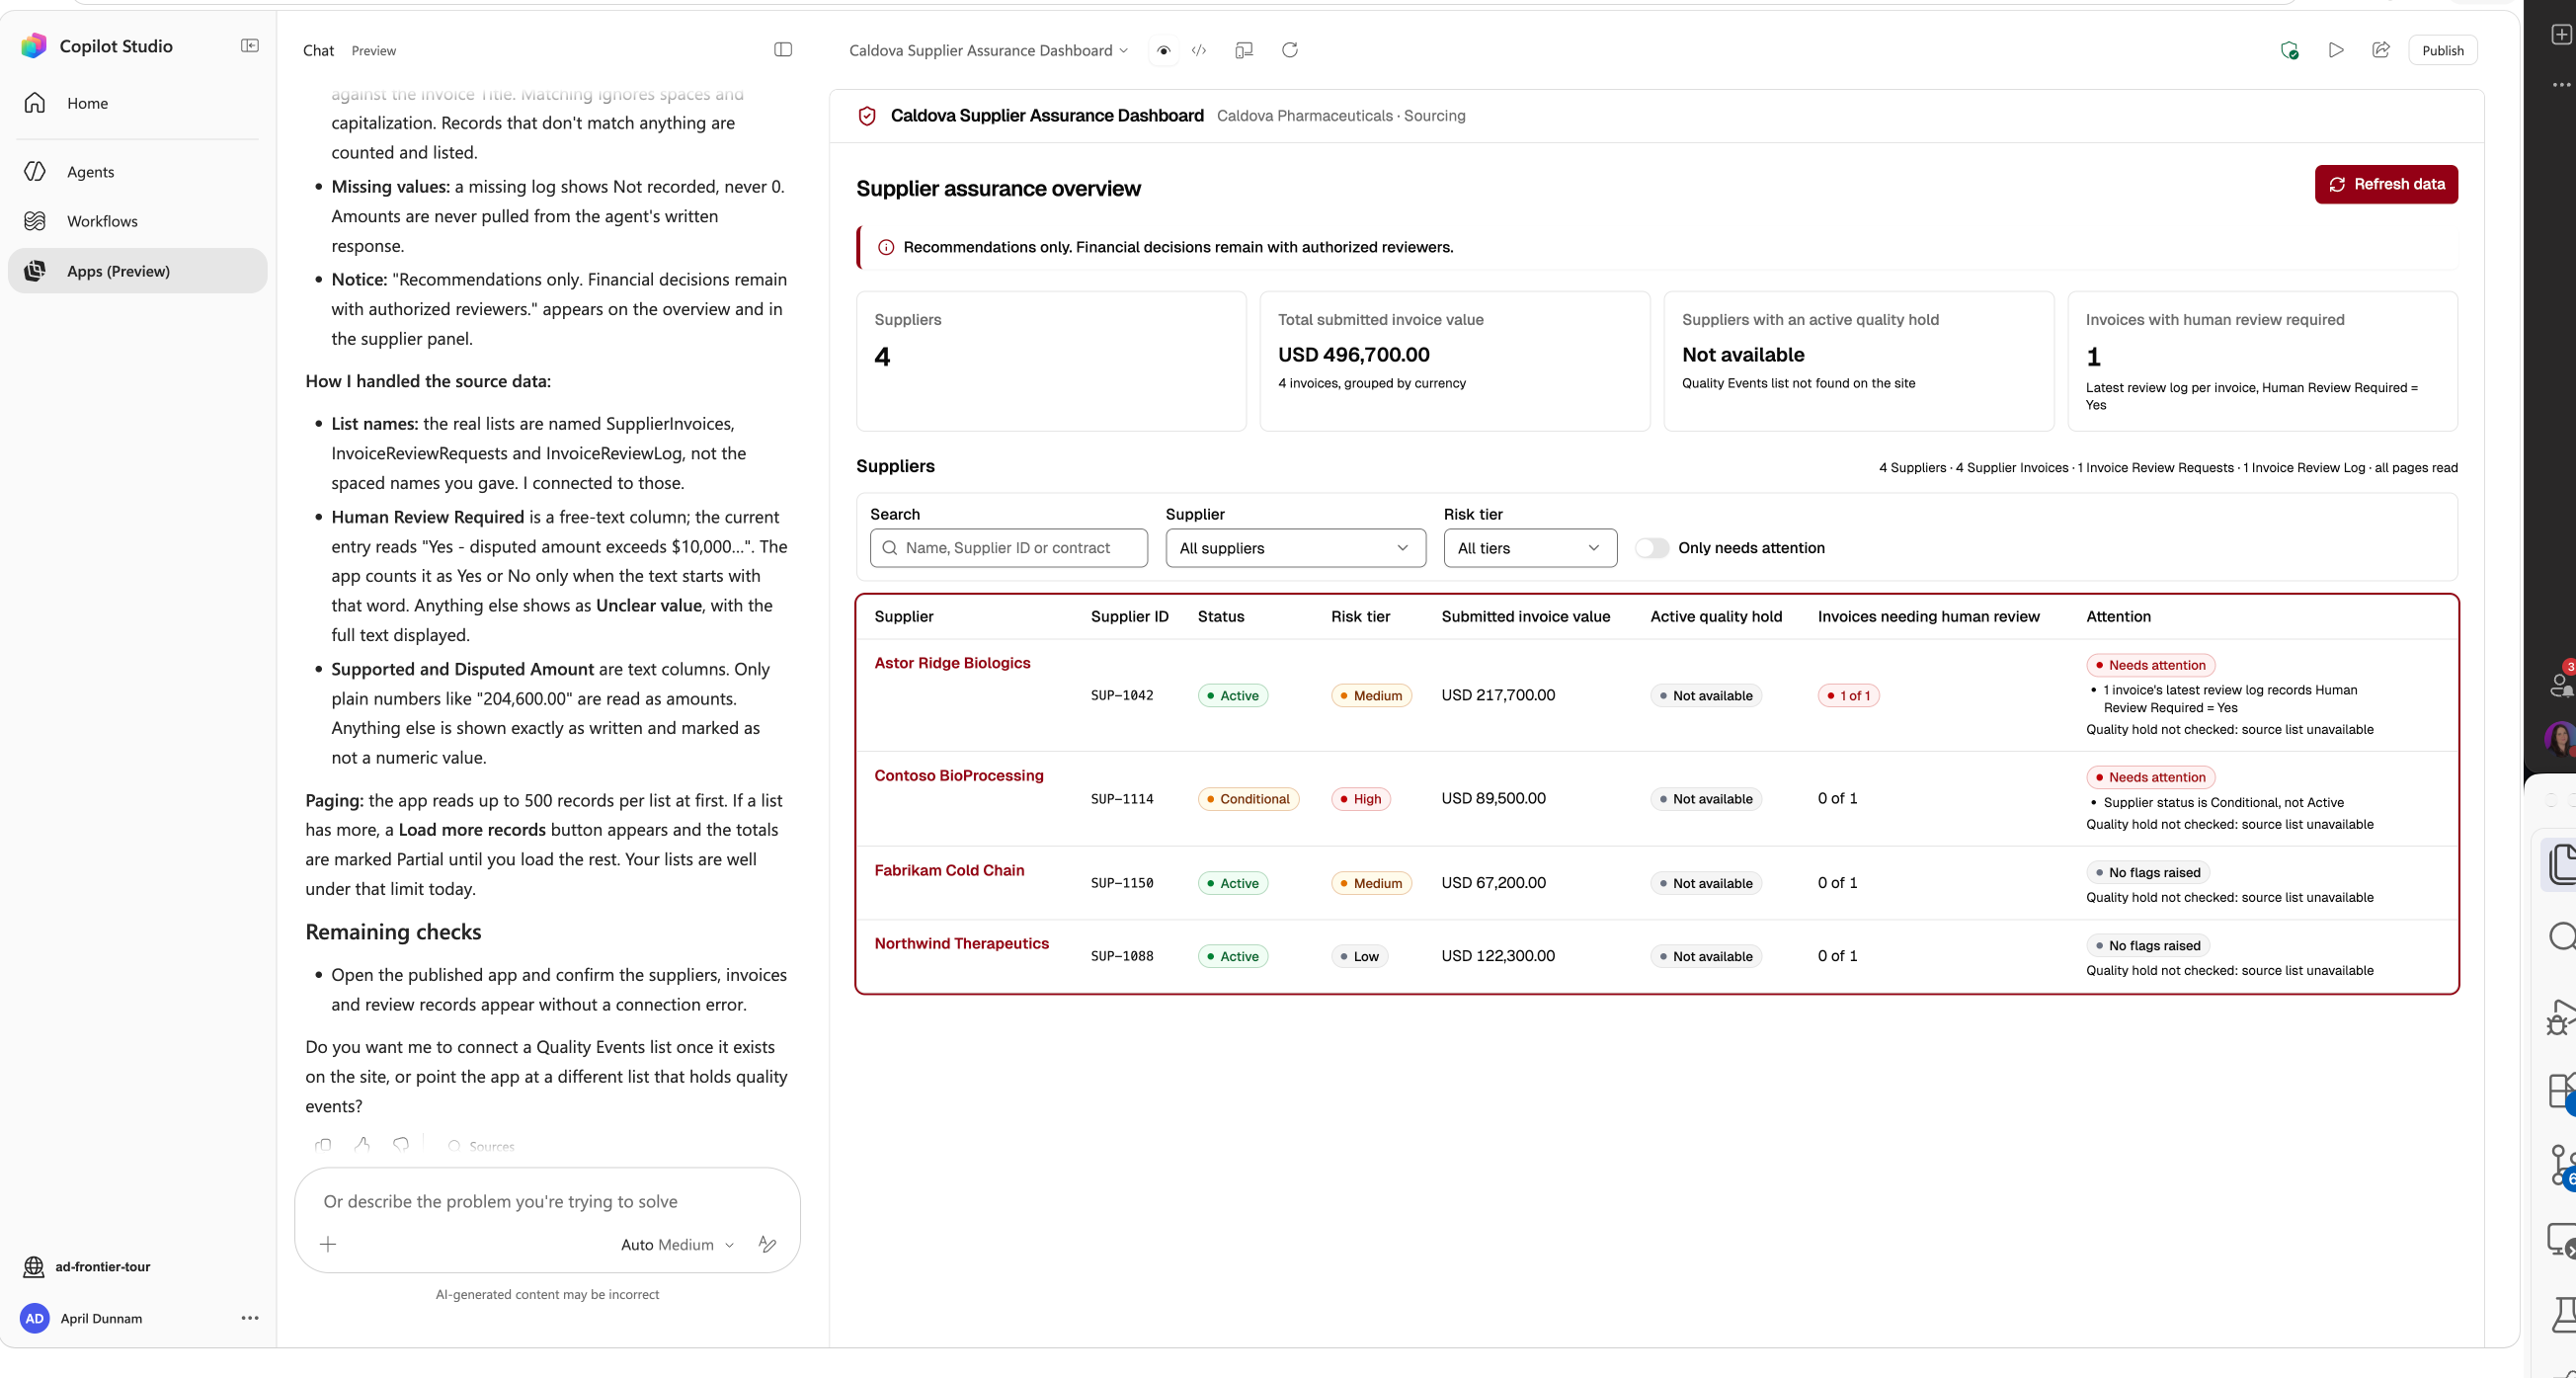 Copilot Studio
Home
Agents
Workflows
Apps (Preview)
ad-frontier-tour
AD
April Dunnam
Chat
Preview
against the Invoice Title. Matching ignores spaces and
capitalization. Records that don't match anything are
counted and listed.
• Missing values: a missing log shows Not recorded, never 0.
Amounts are never pulled from the agent's written
response.
• Notice: "Recommendations only. Financial decisions remain
with authorized reviewers." appears on the overview and in
the supplier panel.
How I handled the source data:
• List names: the real lists are named SupplierInvoices,
InvoiceReviewRequests and InvoiceReviewLog, not the
spaced names you gave. I connected to those.
• Human Review Required is a free-text column; the current
entry reads "Yes - disputed amount exceeds $10,000...". The
app counts it as Yes or No only when the text starts with
that word. Anything else shows as Unclear value, with the
full text displayed.
• Supported and Disputed Amount are text columns. Only
plain numbers like "204,600.00" are read as amounts.
Anything else is shown exactly as written and marked as
not a numeric value.
Paging: the app reads up to 500 records per list at first. If a list
has more, a Load more records button appears and the totals
are marked Partial until you load the rest. Your lists are well
under that limit today.
Remaining checks
• Open the published app and confirm the suppliers, invoices
and review records appear without a connection error.
Do you want me to connect a Quality Events list once it exists
on the site, or point the app at a different list that holds quality
events?
Sources
Or describe the problem you're trying to solve
Auto Medium
AI-generated content may be incorrect
Caldova Supplier Assurance Dashboard
Publish
Caldova Supplier Assurance Dashboard Caldova Pharmaceuticals · Sourcing
Supplier assurance overview
Refresh data
Recommendations only. Financial decisions remain with authorized reviewers.
Suppliers
4
Total submitted invoice value
USD 496,700.00
4 invoices, grouped by currency
Suppliers with an active quality hold
Not available
Quality Events list not found on the site
Invoices with human review required
1
Latest review log per invoice, Human Review Required =
Yes
Suppliers
4 Suppliers · 4 Supplier Invoices · 1 Invoice Review Requests · 1 Invoice Review Log · all pages read
Search
Name, Supplier ID or contract
Supplier
All suppliers
Risk tier
All tiers
Only needs attention
Supplier Supplier ID Status Risk tier Submitted invoice value Active quality hold Invoices needing human review Attention
Astor Ridge Biologics
SUP-1042 Active Medium USD 217,700.00 Not available 1 of 1
Needs attention
• 1 invoice's latest review log records Human
Review Required = Yes
Quality hold not checked: source list unavailable
Contoso BioProcessing
SUP-1114 Conditional High USD 89,500.00 Not available 0 of 1
Needs attention
• Supplier status is Conditional, not Active
Quality hold not checked: source list unavailable
Fabrikam Cold Chain
SUP-1150 Active Medium USD 67,200.00 Not available 0 of 1
No flags raised
Quality hold not checked: source list unavailable
Northwind Therapeutics
SUP-1088 Active Low USD 122,300.00 Not available 0 of 1
No flags raised
Quality hold not checked: source list unavailable
3
6